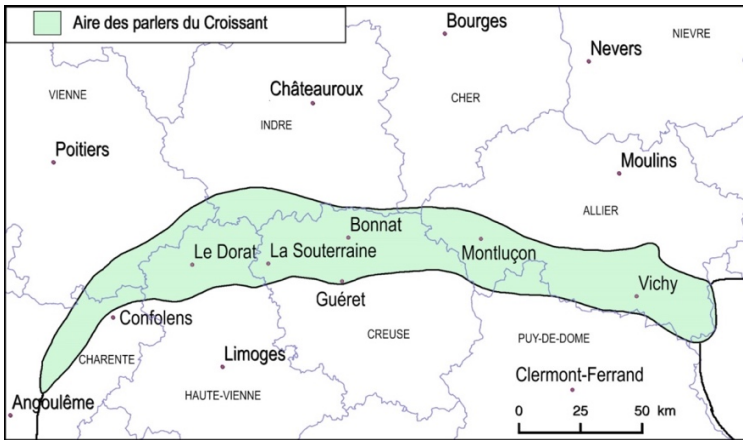 Aire des parlers du Croissant
Bourges
NIEVRE
Nevers
VIENNE
Châteauroux
CHER
INDRE
Poitiers
Moulins
ALLIER
Bonnat
Le Dorat
La Souterraine
Montluçon
Vichy
Guéret
Confolens
CREUSE
PUY-DE-DOME
CHARENTE
Limoges
Clermont-Ferrand
HAUTE-VIENNE
Angoulême
0 25 50 km